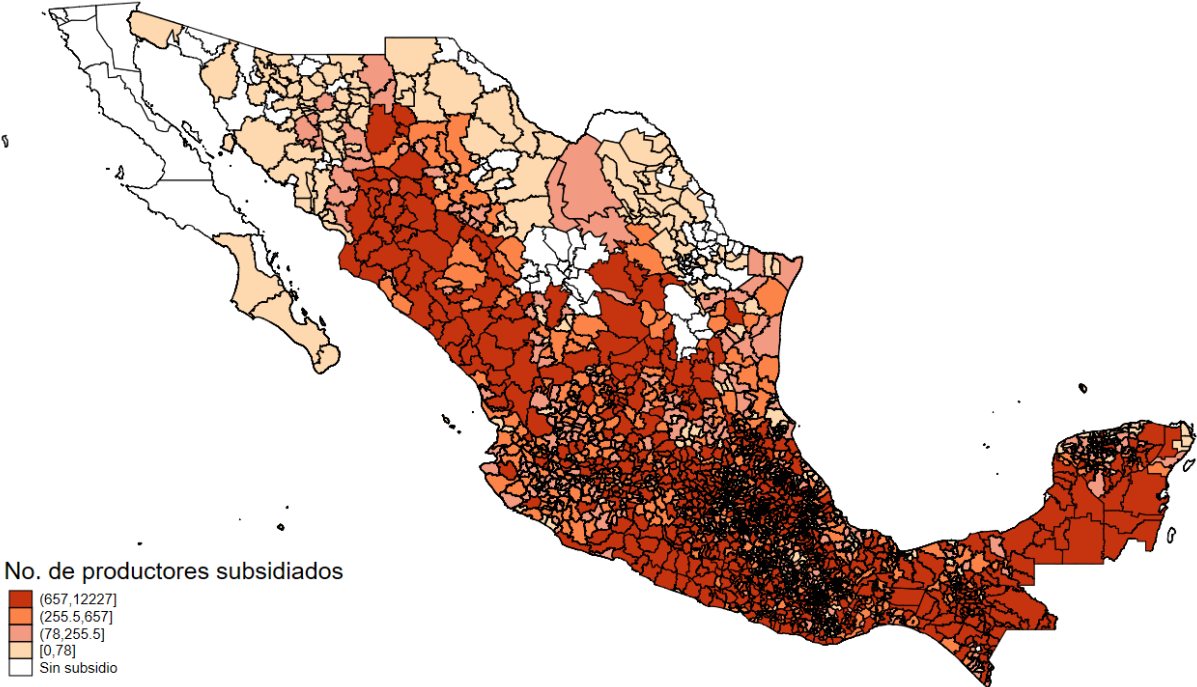 No. de productores subsidiados
(657,12227]
(255.5,657]
(78,255.5]
[0,78]
Sin subsidio